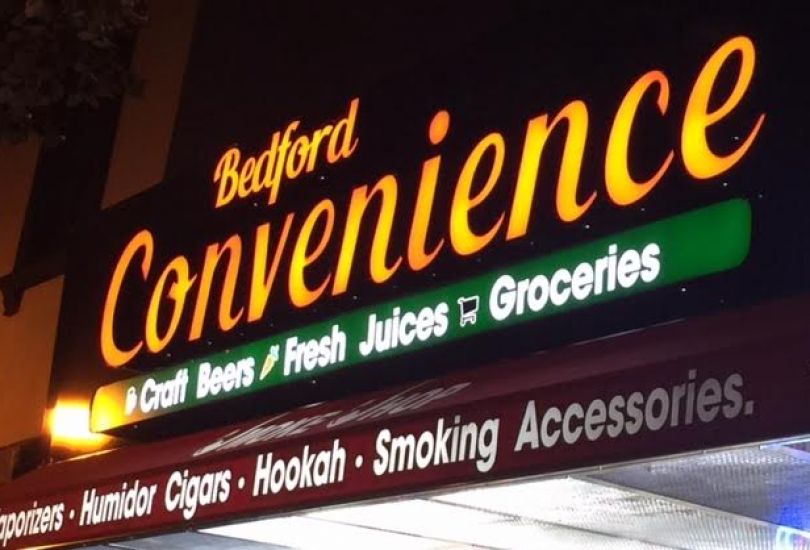 Bedford
Convenience
Craft Beers Fresh Juices Groceries
aporizers · Humidor Cigars · Hookah · Smoking Accessories.